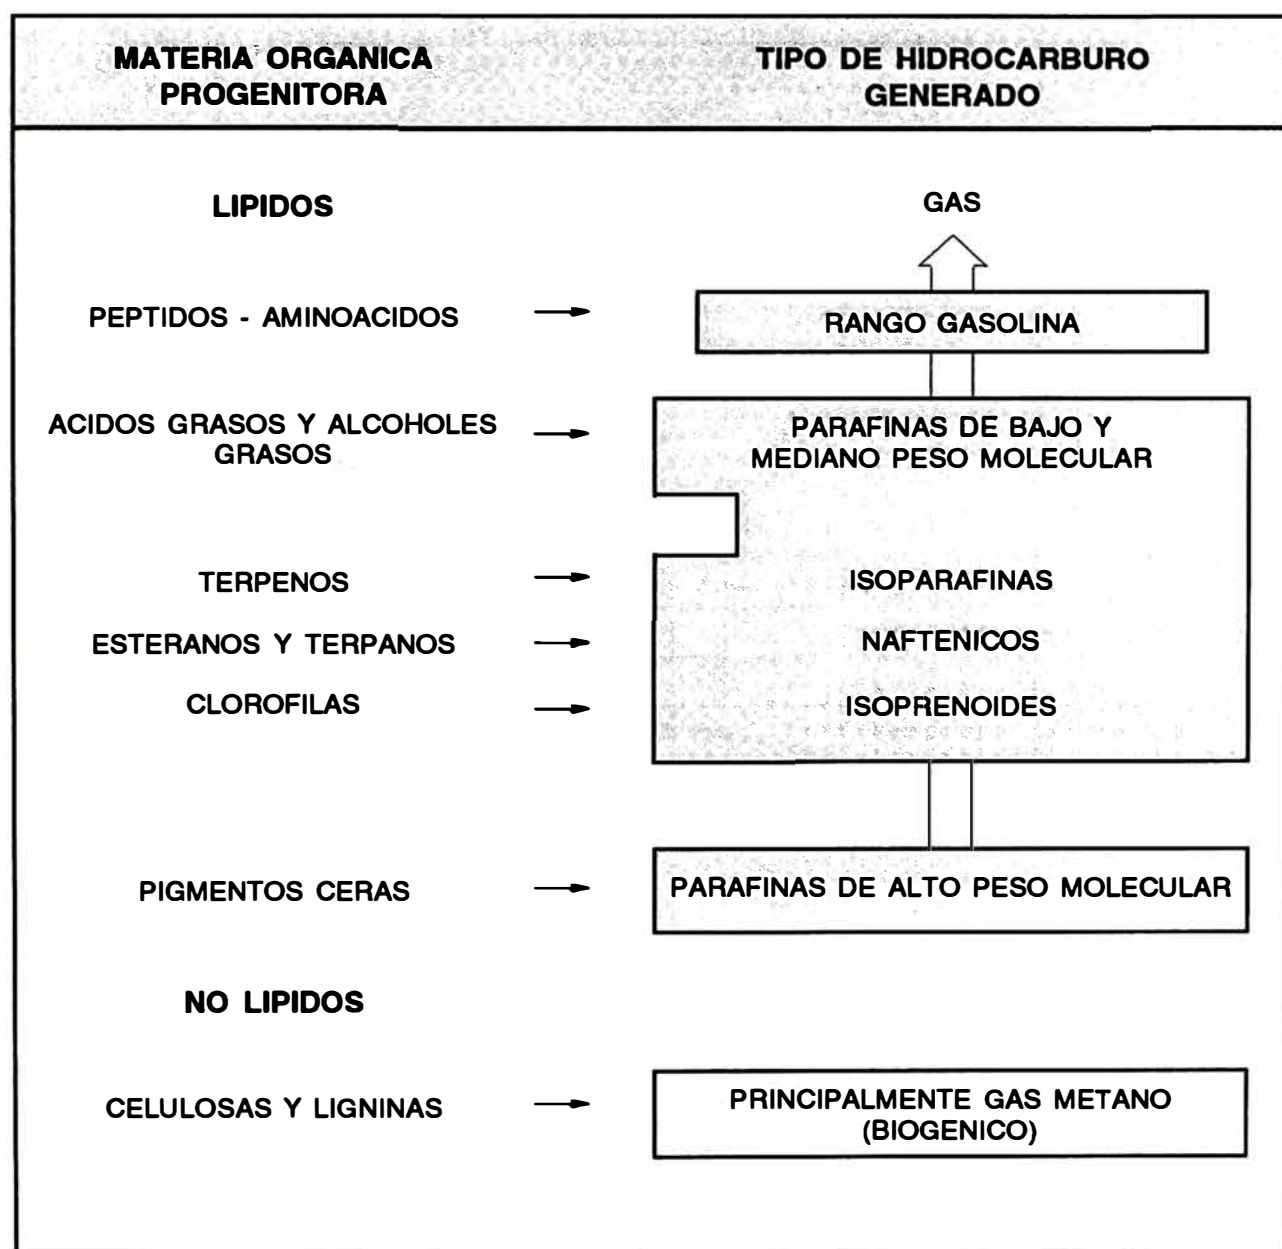 MATERIA ORGANICA
PROGENITORA
TIPO DE HIDROCARBURO
GENERADO
LIPIDOS
GAS
PEPTIDOS - AMINOACIDOS
RANGO GASOLINA
ACIDOS GRASOS Y ALCOHOLES
GRASOS
PARAFINAS DE BAJO Y
MEDIANO PESO MOLECULAR
TERPENOS
ISOPARAFINAS
ESTERANOS Y TERPANOS
NAFTENICOS
CLOROFILAS
ISOPRENOIDES
PIGMENTOS CERAS
PARAFINAS DE ALTO PESO MOLECULAR
NO LIPIDOS
CELULOSAS Y LIGNINAS
PRINCIPALMENTE GAS METANO
(BIOGENICO)